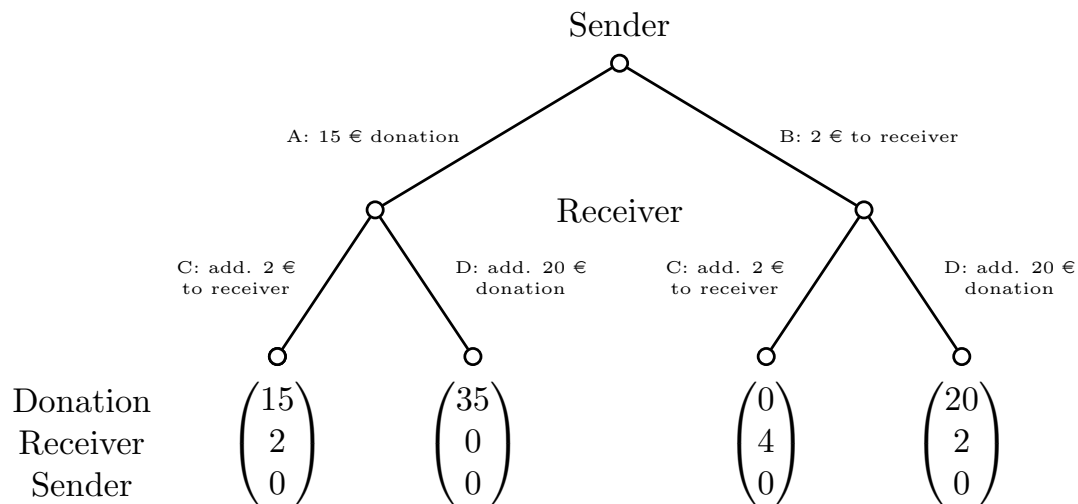 Sender
A: 15 € donation
B: 2 € to receiver
Receiver
C: add. 2 €
to receiver
D: add. 20 €
donation
C: add. 2 €
to receiver
D: add. 20 €
donation
Donation 15 35 0 20
Receiver 2 0 4 2
Sender 0 0 0 0